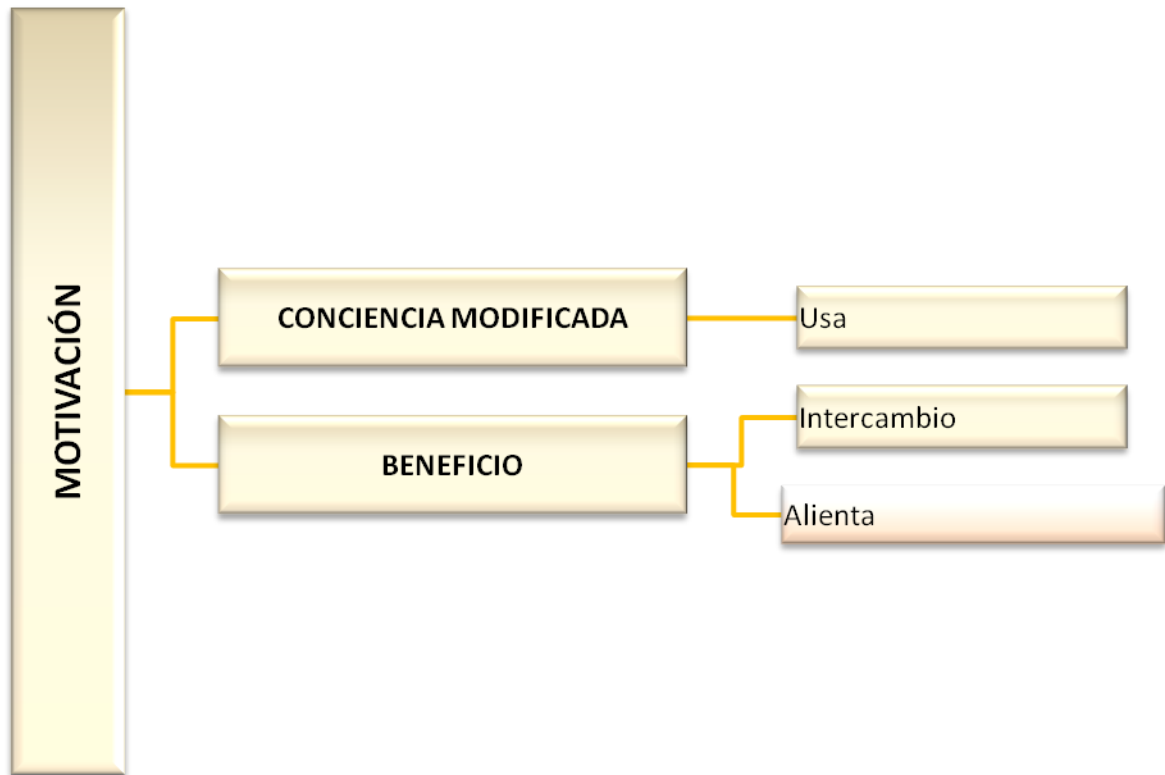 MOTIVACIÓN
CONCIENCIA MODIFICADA
Usa
BENEFICIO
Intercambio
Alienta